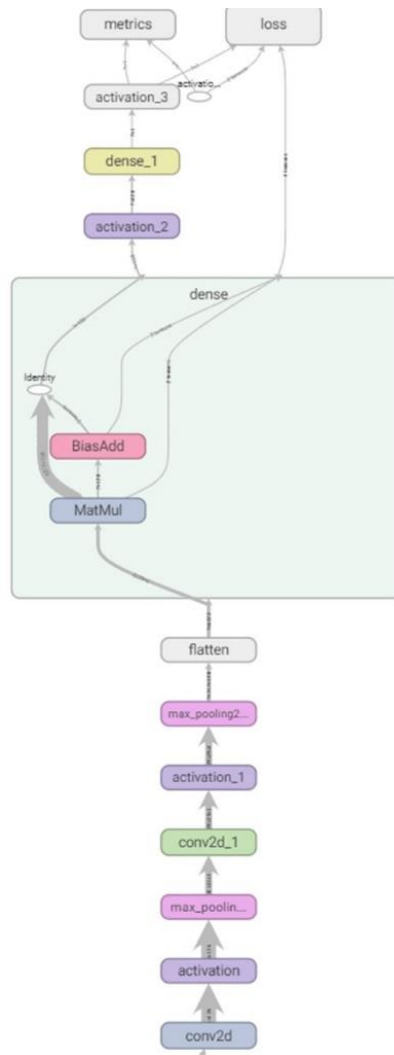 metrics
loss
activation_3
activatio...
dense_1
activation_2
dense
Identity
BiasAdd
MatMul
flatten
max_pooling2...
activation_1
conv2d_1
max_poolin...
activation
conv2d